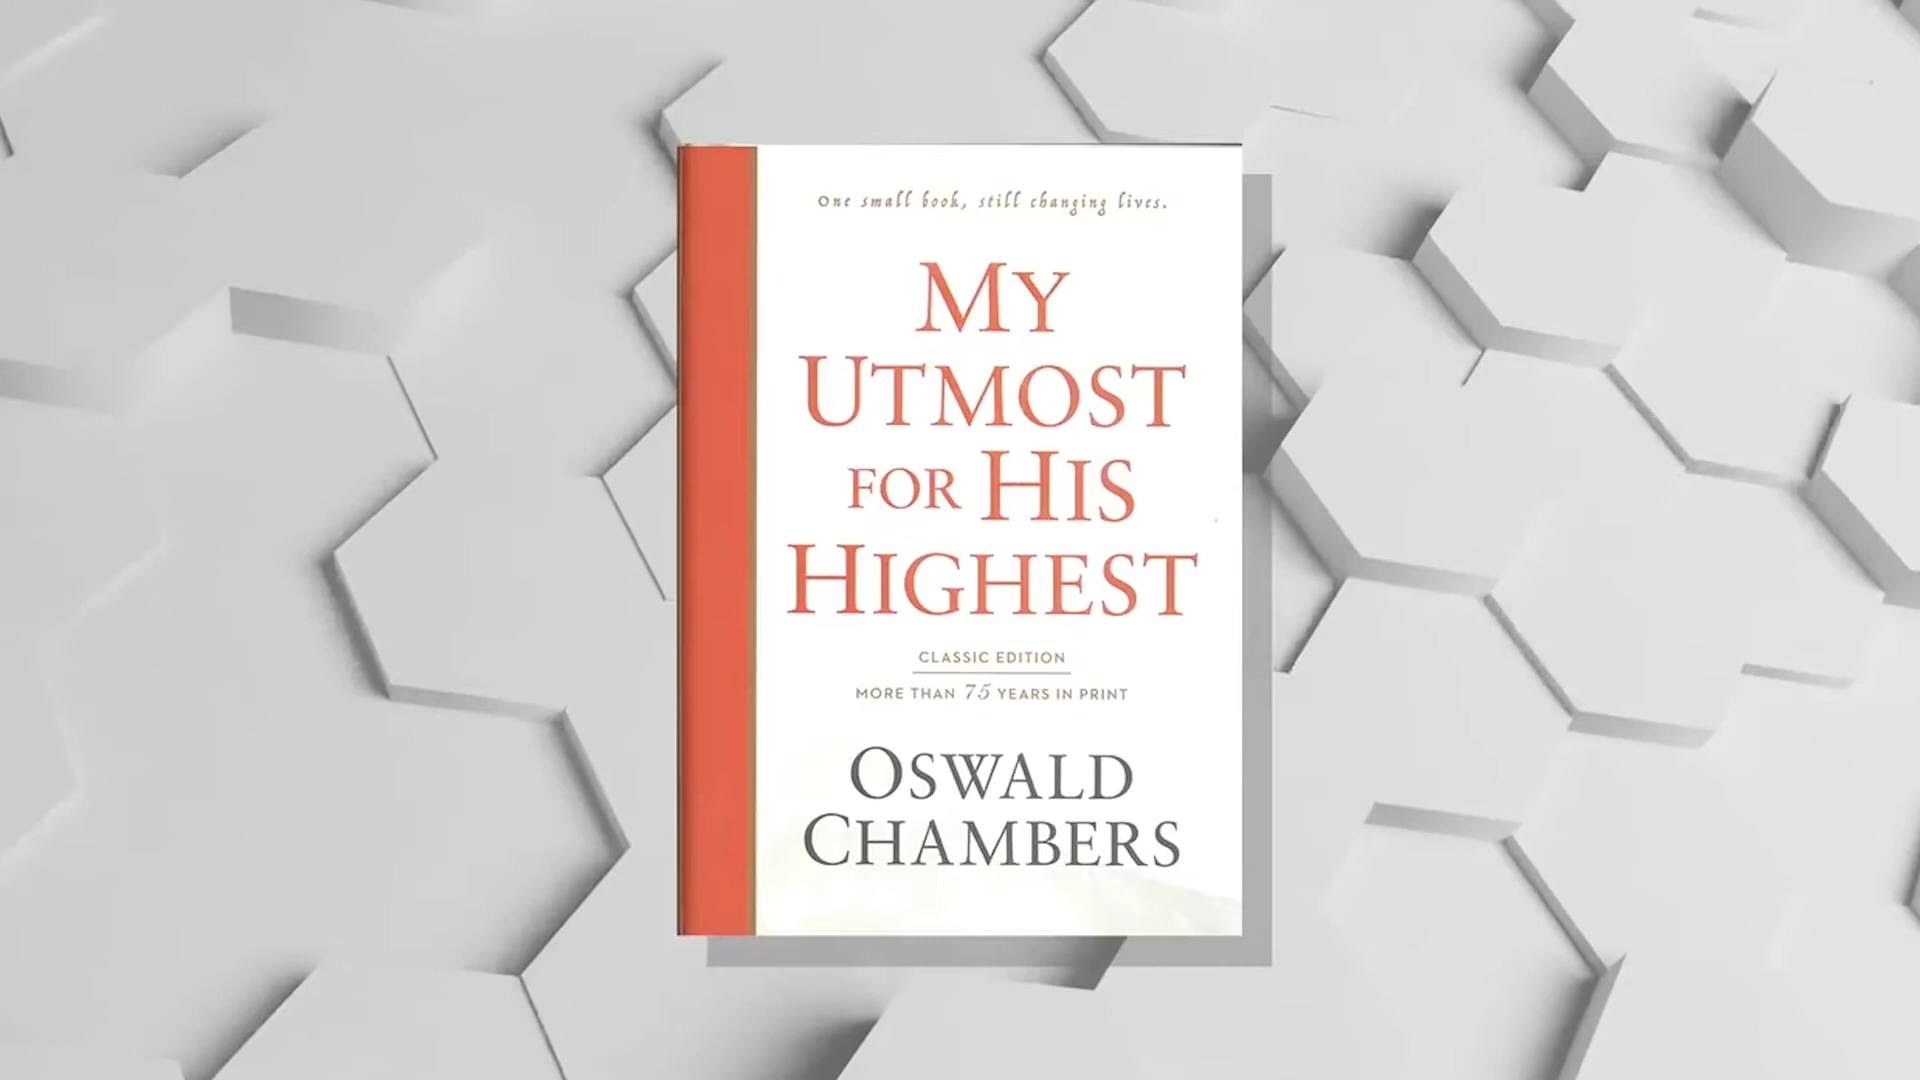 One small book, still changing lives.
MY
UTMOST
FOR HIS
HIGHEST
CLASSIC EDITION
MORE THAN 75 YEARS IN PRINT
OSWALD
CHAMBERS